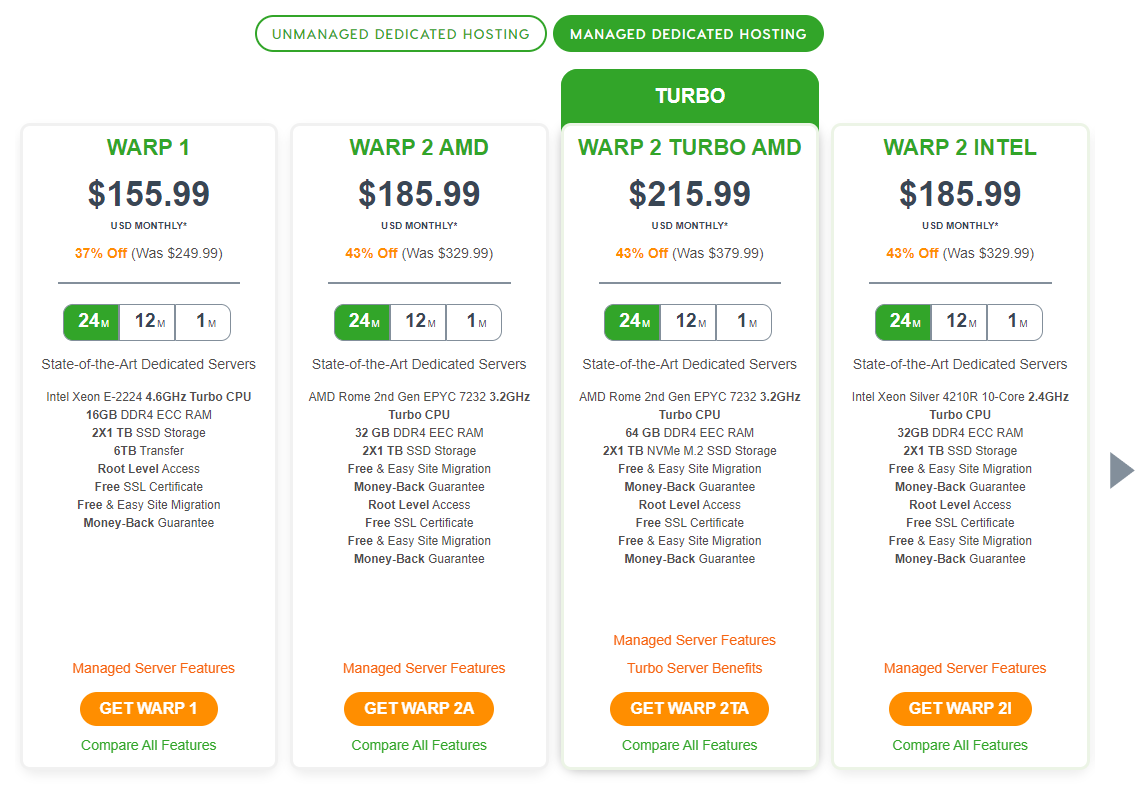 UNMANAGED DEDICATED HOSTING
MANAGED DEDICATED HOSTING
TURBO
WARP 1
$155.99
USD MONTHLY*
37% Off (Was $249.99)
24M 12M 1M
State-of-the-Art Dedicated Servers
Intel Xeon E-2224 4.6GHz Turbo CPU
16GB DDR4 ECC RAM
2X1 TB SSD Storage
6TB Transfer
Root Level Access
Free SSL Certificate
Free & Easy Site Migration
Money-Back Guarantee
Managed Server Features
GET WARP 1
Compare All Features
WARP 2 AMD
$185.99
USD MONTHLY*
43% Off (Was $329.99)
24M 12M 1M
State-of-the-Art Dedicated Servers
AMD Rome 2nd Gen EPYC 7232 3.2GHz
Turbo CPU
32 GB DDR4 EEC RAM
2X1 TB SSD Storage
Free & Easy Site Migration
Money-Back Guarantee
Root Level Access
Free SSL Certificate
Free & Easy Site Migration
Money-Back Guarantee
Managed Server Features
GET WARP 2A
Compare All Features
WARP 2 TURBO AMD
$215.99
USD MONTHLY*
43% Off (Was $379.99)
24M 12M 1M
State-of-the-Art Dedicated Servers
AMD Rome 2nd Gen EPYC 7232 3.2GHz
Turbo CPU
64 GB DDR4 EEC RAM
2X1 TB NVMe M.2 SSD Storage
Free & Easy Site Migration
Money-Back Guarantee
Root Level Access
Free SSL Certificate
Free & Easy Site Migration
Money-Back Guarantee
Managed Server Features
Turbo Server Benefits
GET WARP 2TA
Compare All Features
WARP 2 INTEL
$185.99
USD MONTHLY*
43% Off (Was $329.99)
24M 12M 1M
State-of-the-Art Dedicated Servers
Intel Xeon Silver 4210R 10-Core 2.4GHz
Turbo CPU
32GB DDR4 ECC RAM
2X1 TB SSD Storage
Free & Easy Site Migration
Money-Back Guarantee
Root Level Access
Free SSL Certificate
Free & Easy Site Migration
Money-Back Guarantee
Managed Server Features
GET WARP 2I
Compare All Features